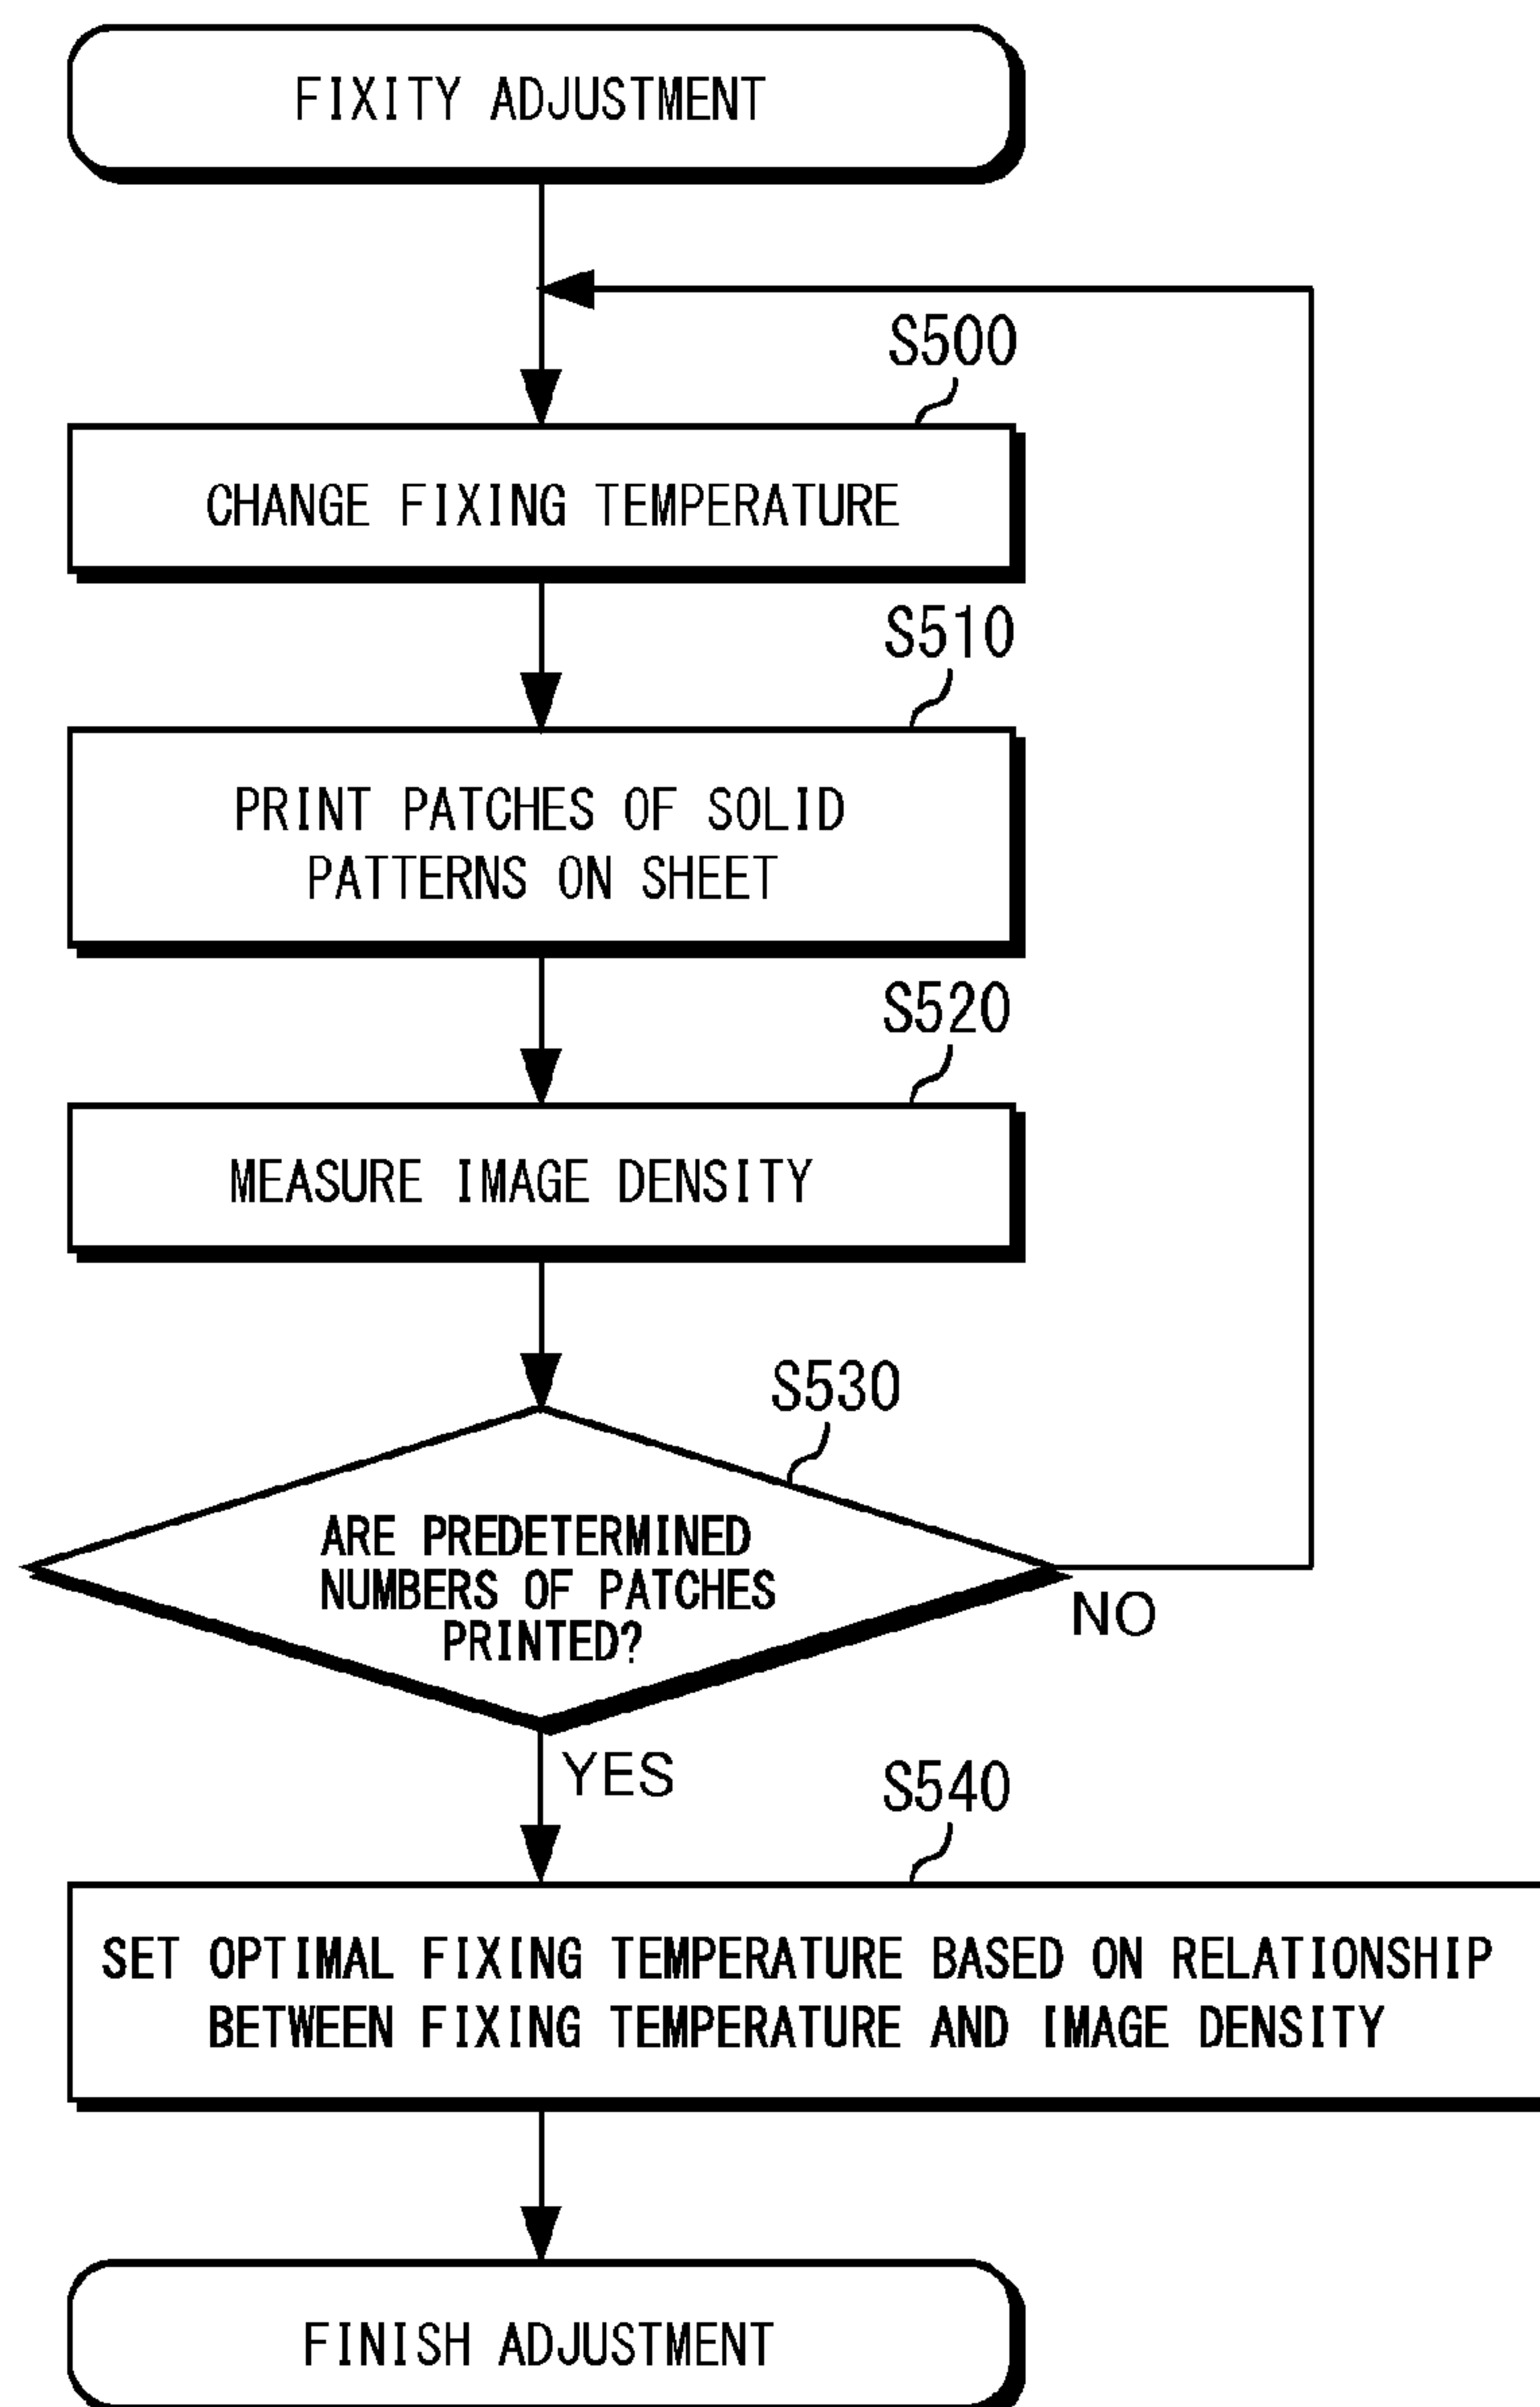 FIXITY ADJUSTMENT
S500
CHANGE FIXING TEMPERATURE
S510
PRINT PATCHES OF SOLID
PATTERNS ON SHEET
S520
MEASURE IMAGE DENSITY
S530
ARE PREDETERMINED
NUMBERS OF PATCHES
PRINTED?
NO
YES
S540
SET OPTIMAL FIXING TEMPERATURE BASED ON RELATIONSHIP
BETWEEN FIXING TEMPERATURE AND IMAGE DENSITY
FINISH ADJUSTMENT